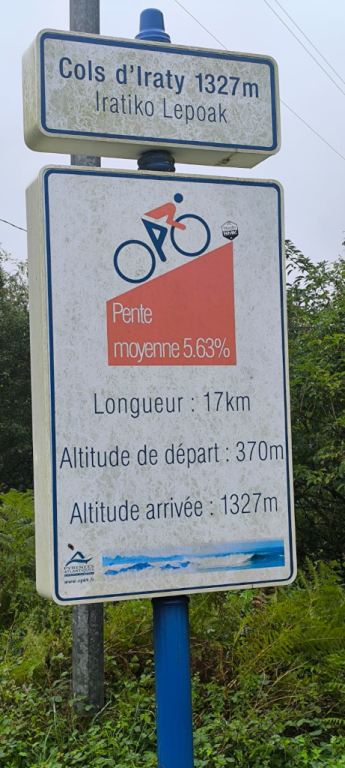 Cols d'Iraty 1327m
Iratiko Lepoak
Pente
moyenne 5.63%
Longueur : 17km
Altitude de départ : 370m
Altitude arrivée : 1327m